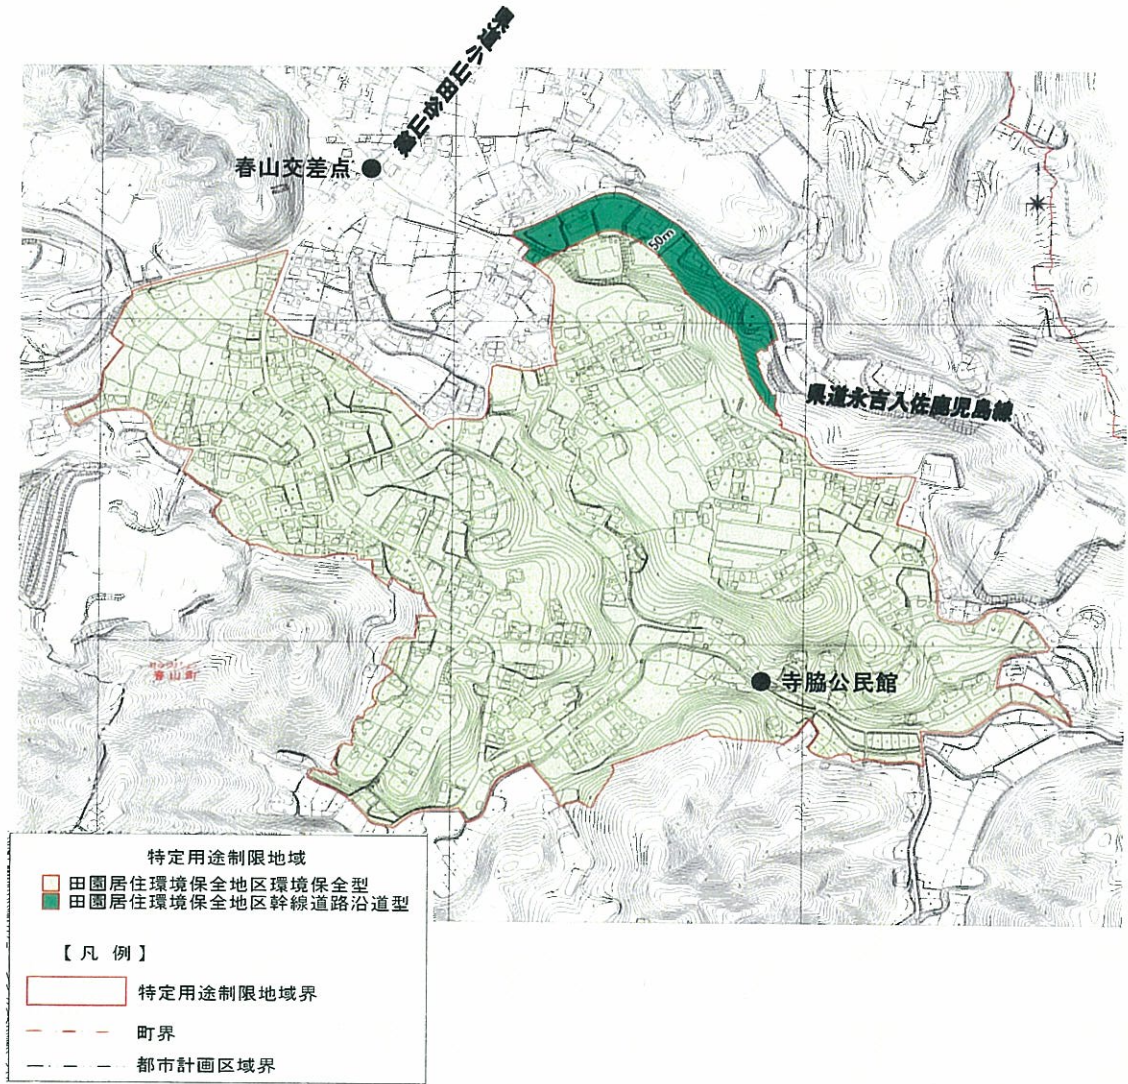 県道小山田谷山線
春山交差点
50m
県道永吉入佐鹿児島線
春山町
寺脇公民館
特定用途制限地域
田園居住環境保全地区環境保全型
田園居住環境保全地区幹線道路沿道型
【凡 例】
特定用途制限地域界
町界
都市計画区域界